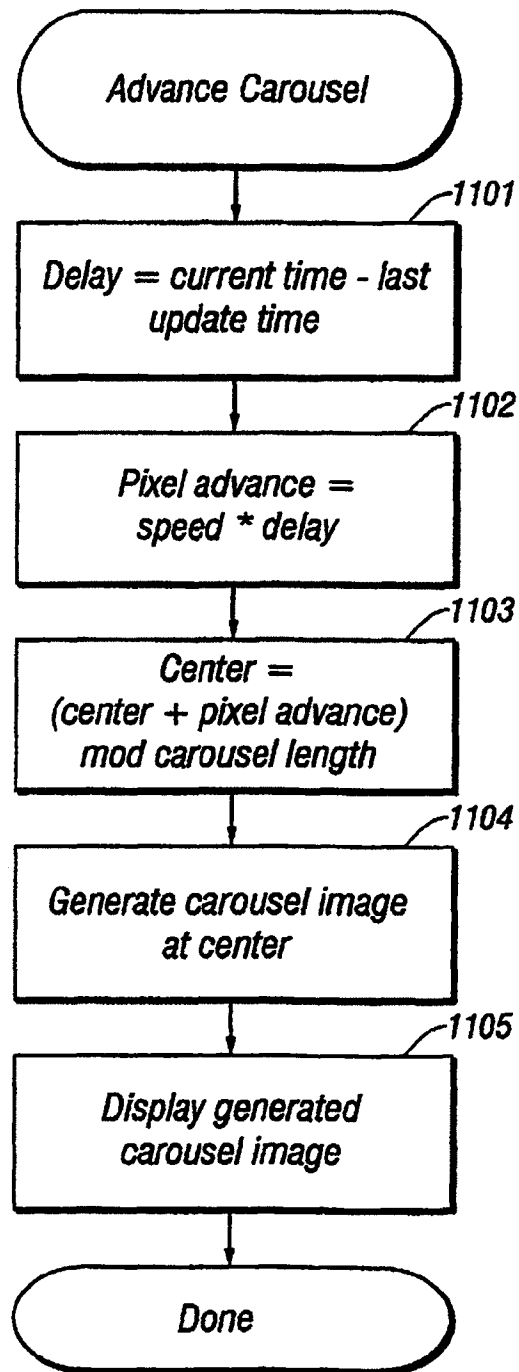 Advance Carousel
1101
Delay = current time - last
update time
1102
Pixel advance =
speed * delay
1103
Center =
(center + pixel advance)
mod carousel length
1104
Generate carousel image
at center
1105
Display generated
carousel image
Done